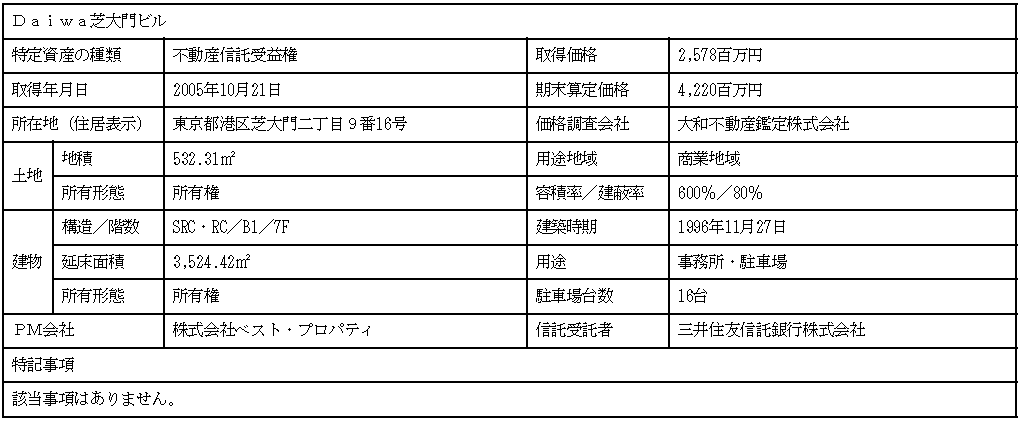 Ｄａｉｗａ芝大門ビル
特定資産の種類 不動産信託受益権 取得価格 2,578百万円
取得年月日 2005年10月21日 期末算定価格 4,220百万円
所在地（住居表示） 東京都港区芝大門二丁目９番16号 価格調査会社 大和不動産鑑定株式会社
土地 地積 532.31㎡ 用途地域 商業地域
所有形態 所有権 容積率／建蔽率 600％／80％
建物 構造／階数 SRC・RC／B1／7F 建築時期 1996年11月27日
延床面積 3,524.42㎡ 用途 事務所・駐車場
所有形態 所有権 駐車場台数 16台
ＰＭ会社 株式会社ベスト・プロパティ 信託受託者 三井住友信託銀行株式会社
特記事項
該当事項はありません。